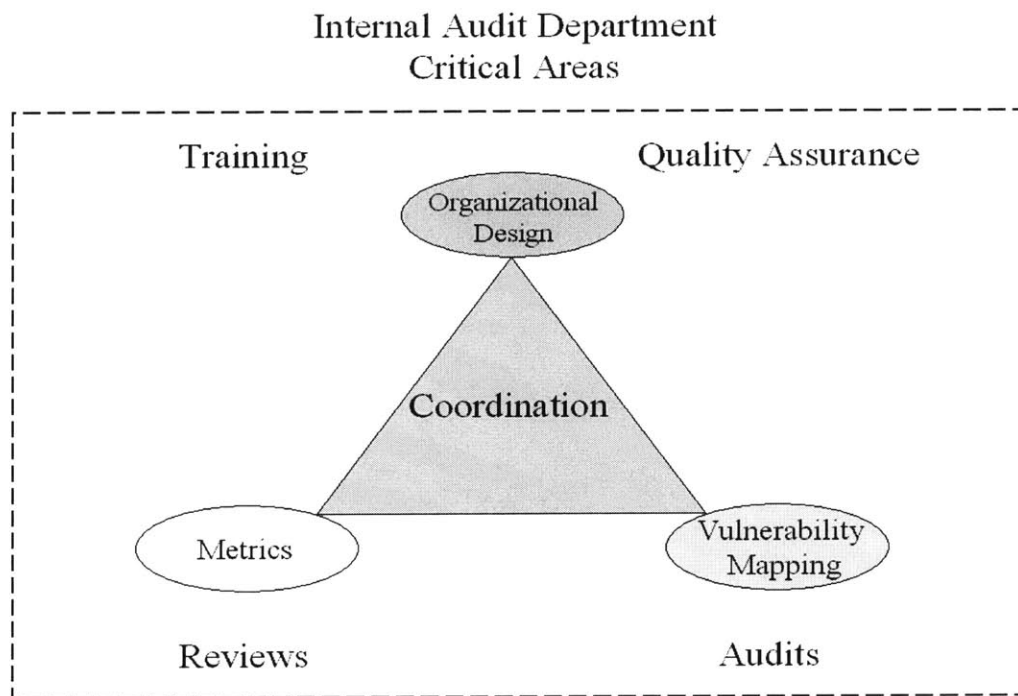 Internal Audit Department
Critical Areas
Training
Quality Assurance
Organizational
Design
Coordination
Metrics
Vulnerability
Mapping
Reviews
Audits